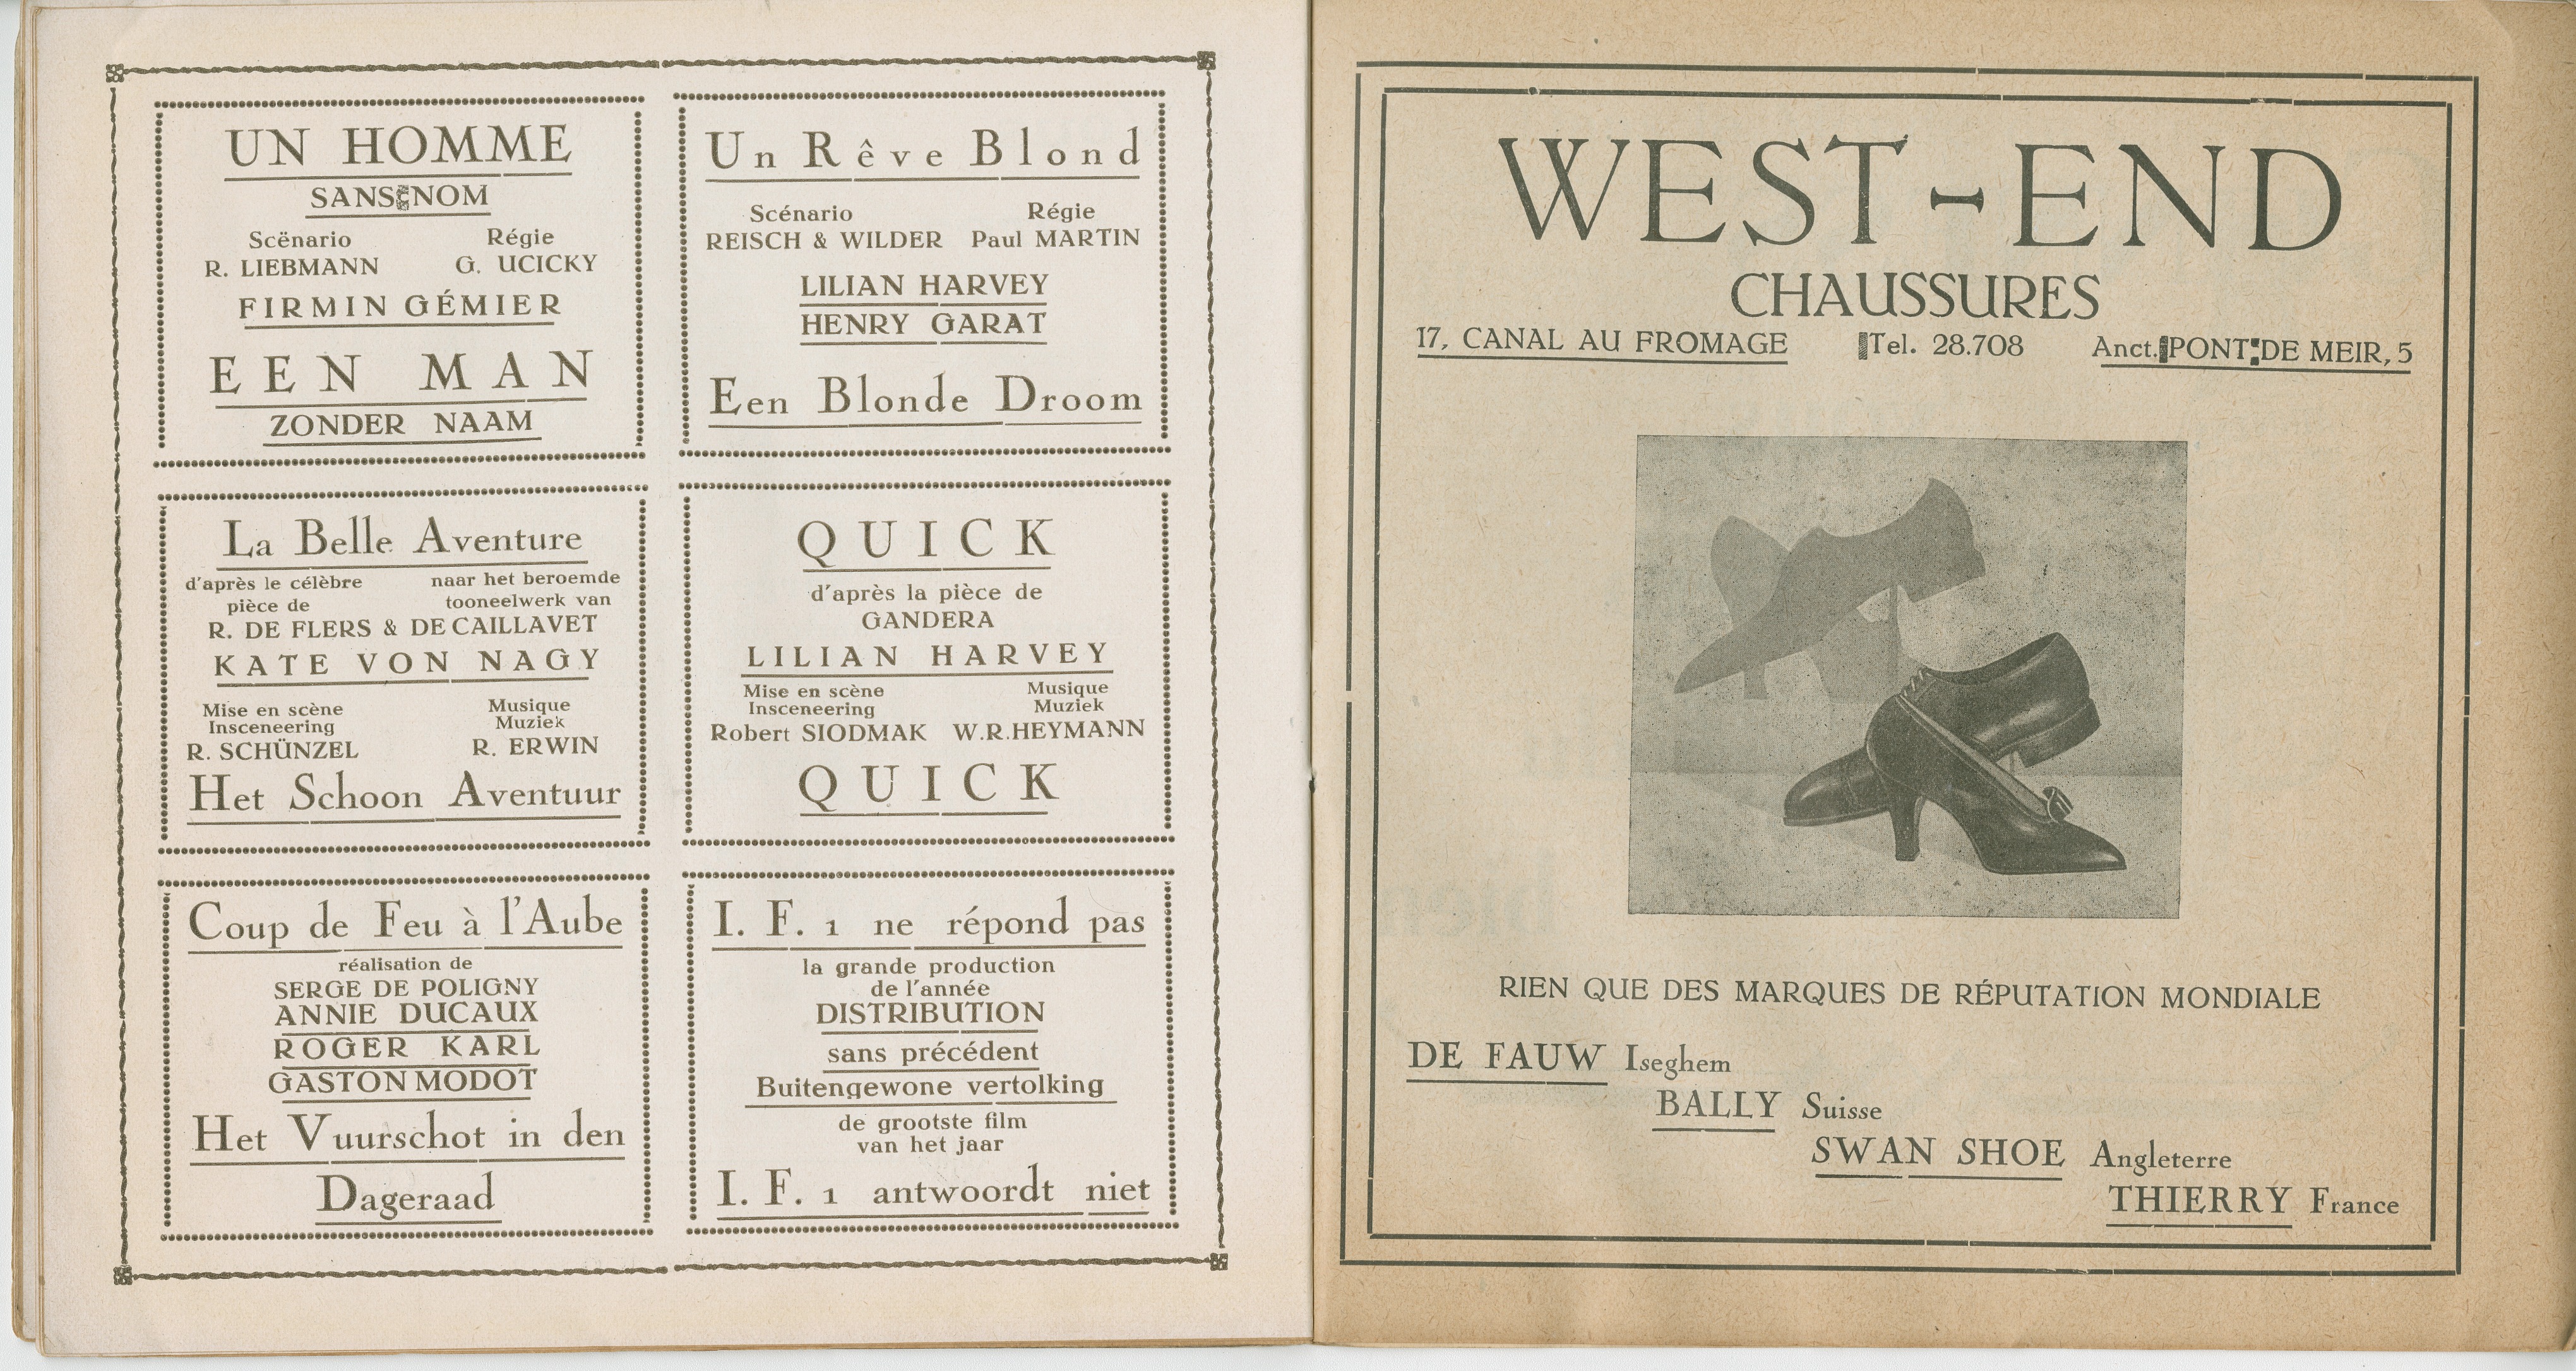 UN HOMME
SANS NOM
Scënario Régie
R. LIEBMANN G. UCICKY
FIRMIN GÉMIER
EEN MAN
ZONDER NAAM
Un Rêve Blond
Scénario Régie
REISCH & WILDER Paul MARTIN
LILIAN HARVEY
HENRY GARAT
Een Blonde Droom
La Belle Aventure
d'après le célèbre naar het beroemde
pièce de tooneelwerk van
R. DE FLERS & DE CAILLAVET
KATE VON NAGY
Mise en scène Musique
Insceneering Muziek
R. SCHÜNZEL R. ERWIN
Het Schoon Aventuur
QUICK
d'après la pièce de
GANDERA
LILIAN HARVEY
Mise en scène Musique
Insceneering Muziek
Robert SIODMAK W.R.HEYMANN
QUICK
Coup de Feu à l'Aube
réalisation de
SERGE DE POLIGNY
ANNIE DUCAUX
ROGER KARL
GASTON MODOT
Het Vuurschot in den
Dageraad
I. F. 1 ne répond pas
la grande production
de l'année
DISTRIBUTION
sans précédent
Buitengewone vertolking
de grootste film
van het jaar
I. F. 1 antwoordt niet
WEST-END
CHAUSSURES
17, CANAL AU FROMAGE Tel. 28.708 Anct. PONT DE MEIR, 5
RIEN QUE DES MARQUES DE RÉPUTATION MONDIALE
DE FAUW Iseghem
BALLY Suisse
SWAN SHOE Angleterre
THIERRY France